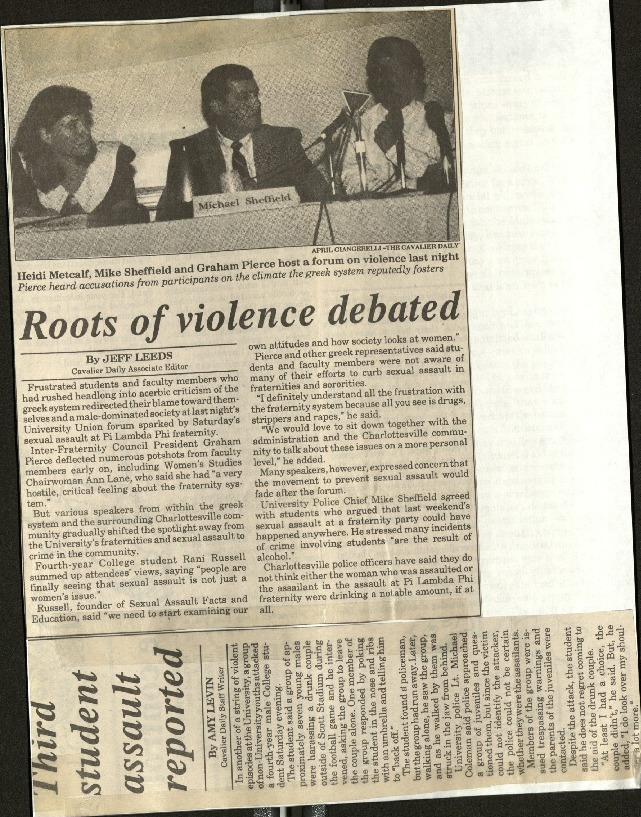 Michael Sheffield
APRIL CIANGERELLI—THE CAVALIER DAILY
Heidi Metcalf, Mike Sheffield and Graham Pierce host a forum on violence last night
Pierce heard accusations from participants on the climate the greek system reputedly fosters
Roots of violence debated
By JEFF LEEDS
Cavalier Daily Associate Editor
Frustrated students and faculty members who
had rushed headlong into acerbic criticism of the
greek system redirected their blame toward them-
selves and a male-dominated society at last night's
University Union forum sparked by Saturday's
sexual assault at Pi Lambda Phi fraternity.
Inter-Fraternity Council President Graham
Pierce deflected numerous potshots from faculty
members early on, including Women's Studies
Chairwoman Ann Lane, who said she had "a very
hostile, critical feeling about the fraternity sys-
tem."
But various speakers from within the greek
system and the surrounding Charlottesville com-
munity gradually shifted the spotlight away from
the University's fraternities and sexual assault to
crime in the community.
Fourth-year College student Rani Russell
summed up attendees' views, saying "people are
finally seeing that sexual assault is not just a
women's issue."
Russell, founder of Sexual Assault Facts and
Education, said "we need to start examining our
own attitudes and how society looks at women."
Pierce and other greek representatives said stu-
dents and faculty members were not aware of
many of their efforts to curb sexual assault in
fraternities and sororities.
"I definitely understand all the frustration with
the fraternity system because all you see is drugs,
strippers and rapes," he said.
"We would love to sit down together with the
administration and the Charlottesville commu-
nity to talk about these issues on a more personal
level," he added.
Many speakers, however, expressed concern that
the movement to prevent sexual assault would
fade after the forum.
University Police Chief Mike Sheffield agreed
with students who argued that last weekend's
sexual assault at a fraternity party could have
happened anywhere. He stressed many incidents
of crime involving students "are the result of
alcohol."
Charlottesville police officers have said they do
not think either the woman who was assaulted or
the assailant in the assault at Pi Lambda Phi
fraternity were drinking a notable amount, if at
all.
Third
student
assault
reported
By AMY LEVIN
Cavalier Daily Staff Writer
In another of a string of violent
episodes at the University, a group
of non-University youths attacked
a fourth-year male College stu-
dent Saturday evening.
The student said a group of ap-
proximately seven young males
were harassing a drunk couple
outside of Scott Stadium during
the football game and he inter-
vened, asking the group to leave
the couple alone. A member of
the group responded by poking
the student in the nose and ribs
with an umbrella and telling him
to "back off."
The student found a policeman,
but the group had run away. Later,
walking alone, he saw the group,
and as he walked by them was
struck in the jaw from behind.
University police Lt. Michael
Coleman said police approached
a group of juveniles and ques-
tioned them, but since the victim
could not identify the attacker,
the police could not be certain
whether they were the assailants.
Members of the group were is-
sued trespassing warnings and
the parents of the juveniles were
contacted.
Despite the attack, the student
said he does not regret coming to
the aid of the drunk couple.
"At least I had a choice, the
couple didn't," he said. But, he
added, "I do look over my shoul-
a lot more."